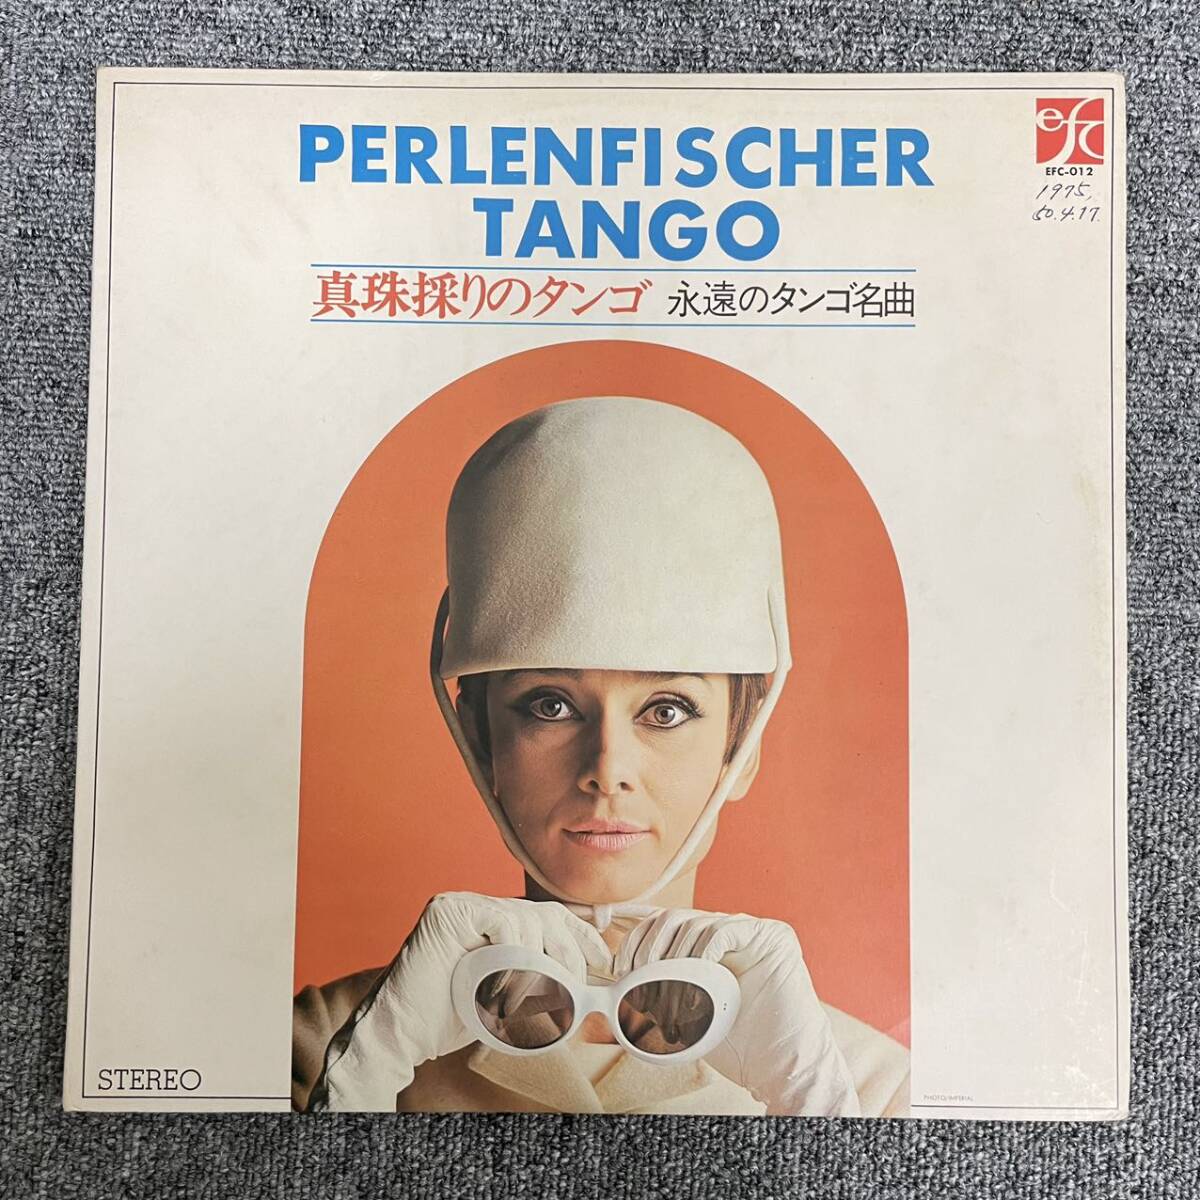 PERLENFISCHER
TANGO
真珠採りのタンゴ 永遠のタンゴ名曲
efc
EFC-012
1975,
50.4.17.
STEREO
PHOTO/IMPERIAL